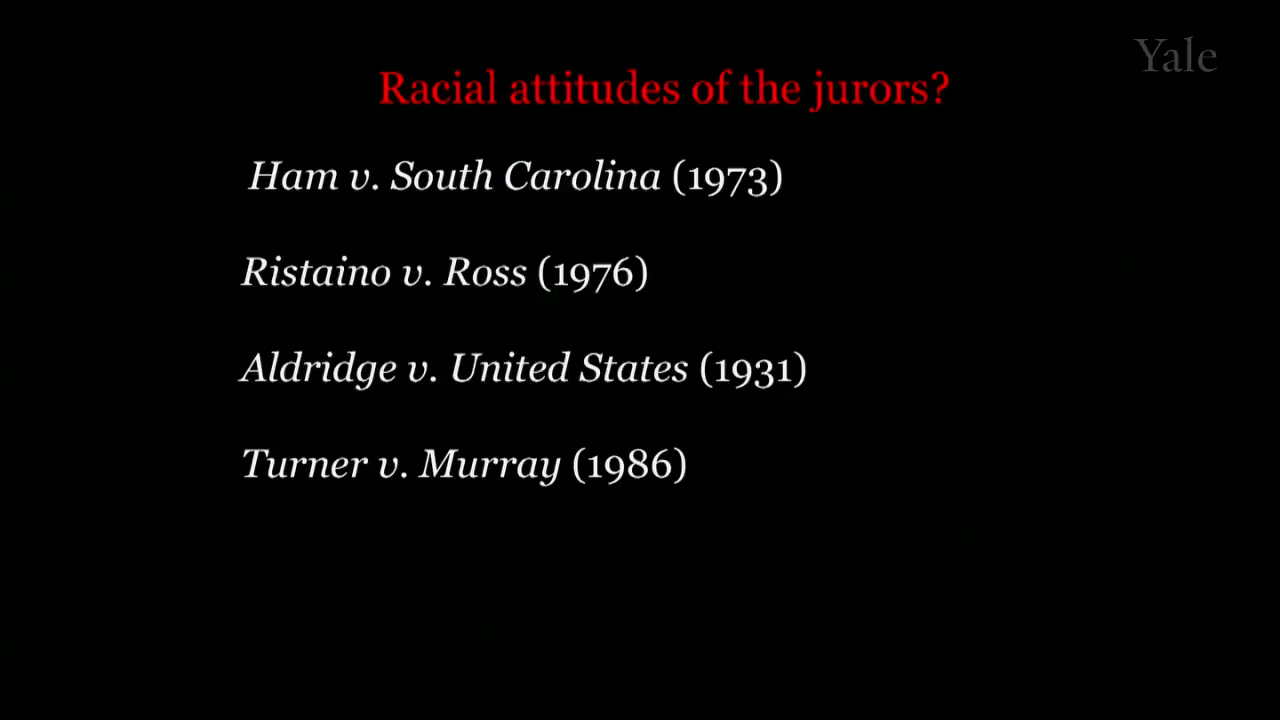 Yale
Racial attitudes of the jurors?
Ham v. South Carolina (1973)
Ristaino v. Ross (1976)
Aldridge v. United States (1931)
Turner v. Murray (1986)